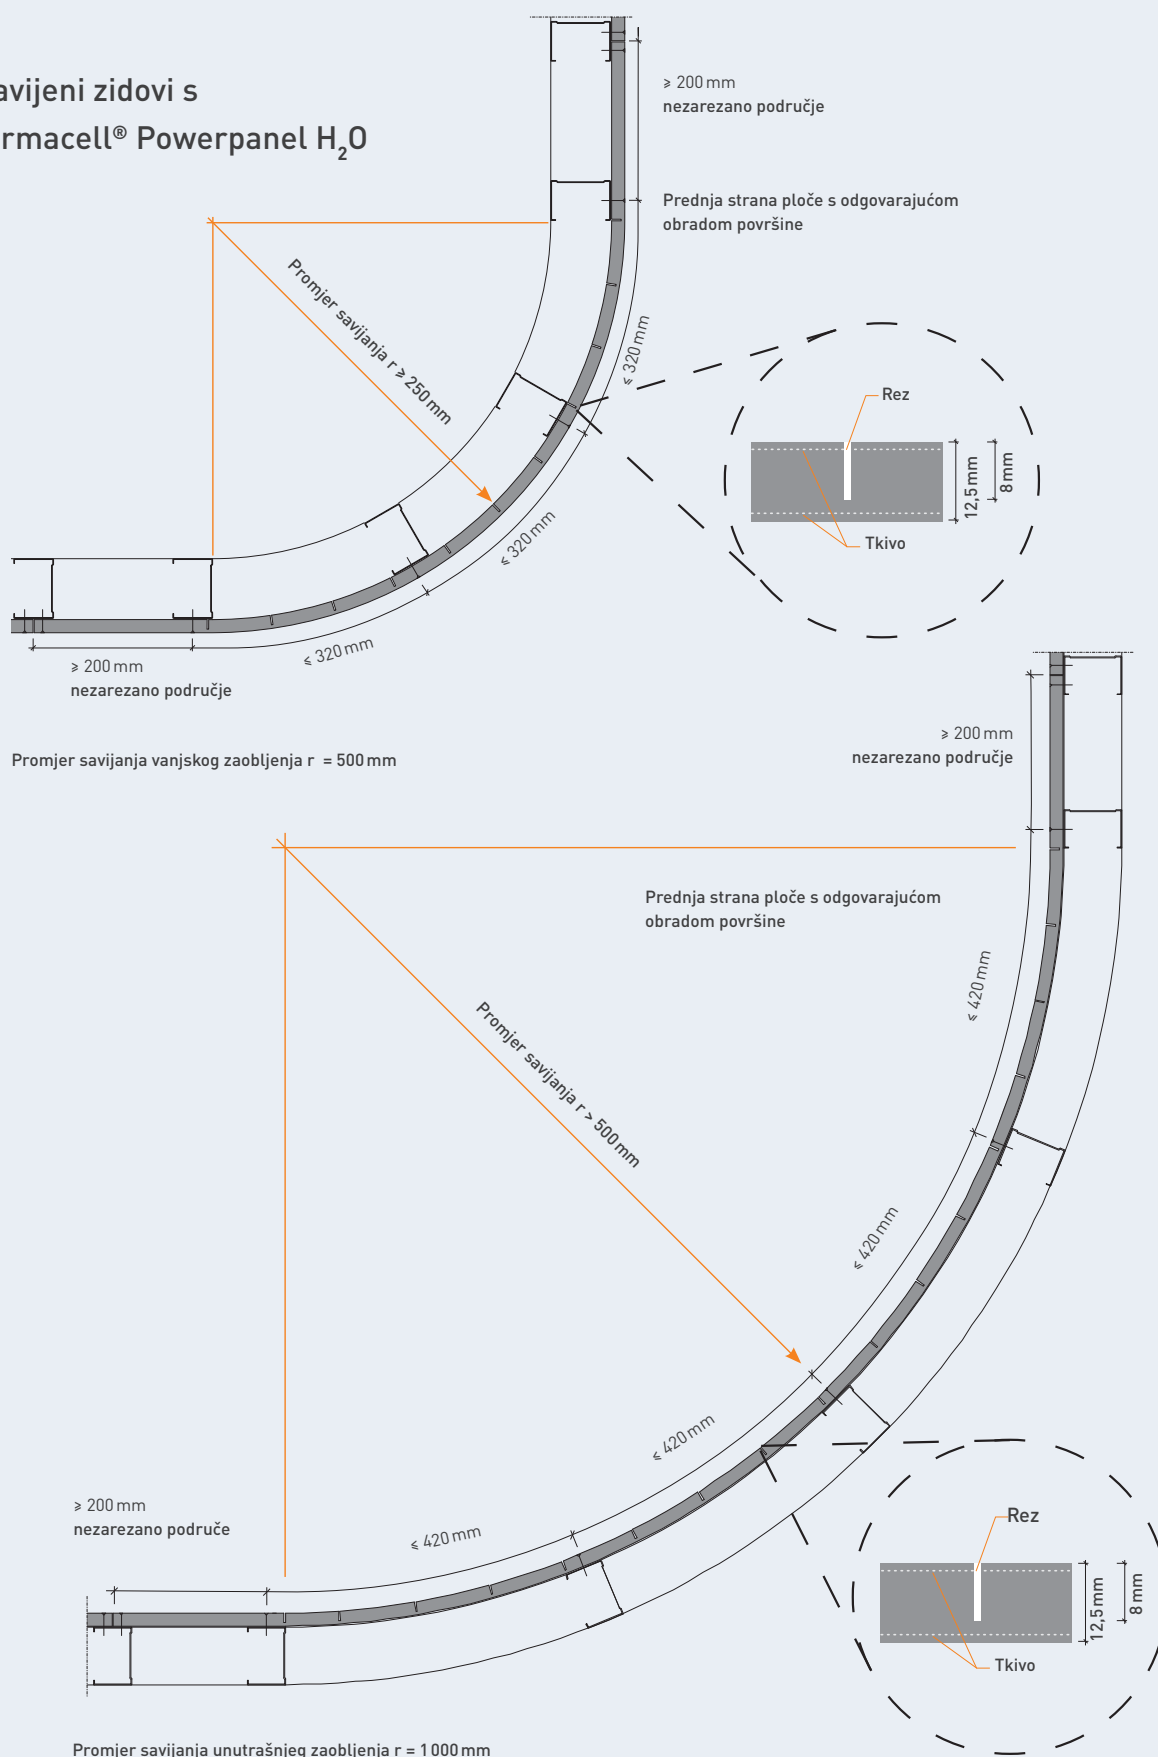 avijeni zidovi s
rmacell® Powerpanel H₂O
≥ 200 mm
nezarezano područje
Prednja strana ploče s odgovarajućom
obradom površine
Promjer savijanja r ≥ 250 mm
≤ 320 mm
Rez
12,5 mm
8 mm
Tkivo
≤ 320 mm
≤ 320 mm
≥ 200 mm
nezarezano područje
Promjer savijanja vanjskog zaobljenja r = 500 mm
≥ 200 mm
nezarezano područje
Prednja strana ploče s odgovarajućom
obradom površine
≤ 420 mm
Promjer savijanja r > 500 mm
≤ 420 mm
≤ 420 mm
≥ 200 mm
nezarezano područe
≤ 420 mm
Rez
12,5 mm
8 mm
Tkivo
Promjer savijanja unutrašnjeg zaobljenja r = 1000 mm